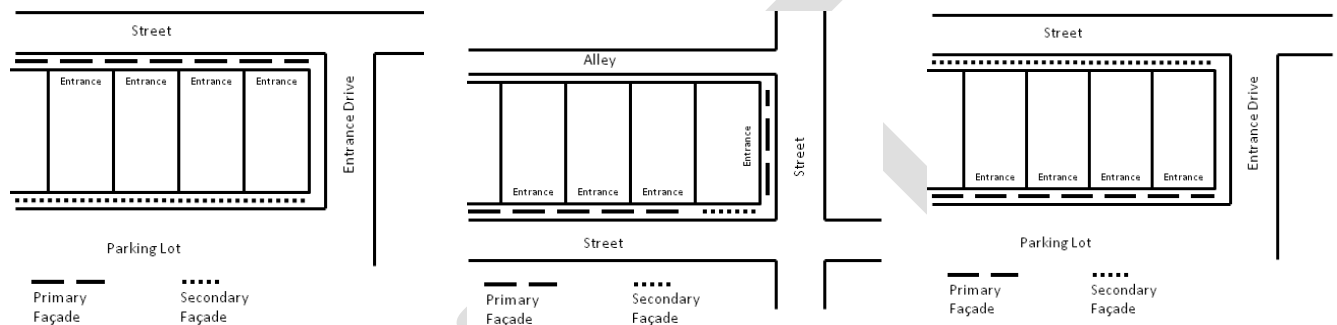 Street
Entrance Entrance Entrance Entrance
Entrance Drive
Parking Lot
Primary
Façade
Secondary
Façade
Alley
Entrance
Street
Entrance Entrance Entrance
Street
Primary
Façade
Secondary
Façade
Street
Entrance Drive
Entrance Entrance Entrance Entrance
Parking Lot
Primary
Façade
Secondary
Façade